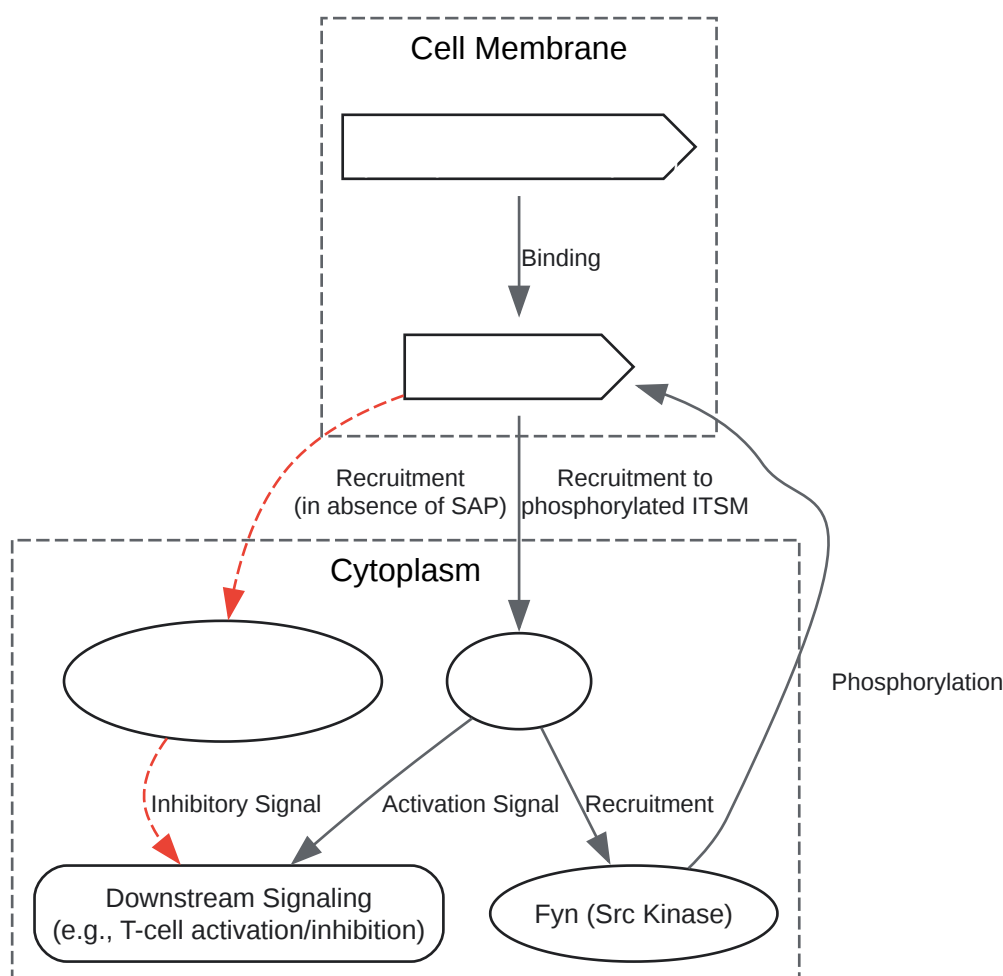 Cell Membrane
Binding
Recruitment
(in absence of SAP)
Recruitment to
phosphorylated ITSM
Cytoplasm
Phosphorylation
Inhibitory Signal
Activation Signal
Recruitment
Downstream Signaling
(e.g., T-cell activation/inhibition)
Fyn (Src Kinase)